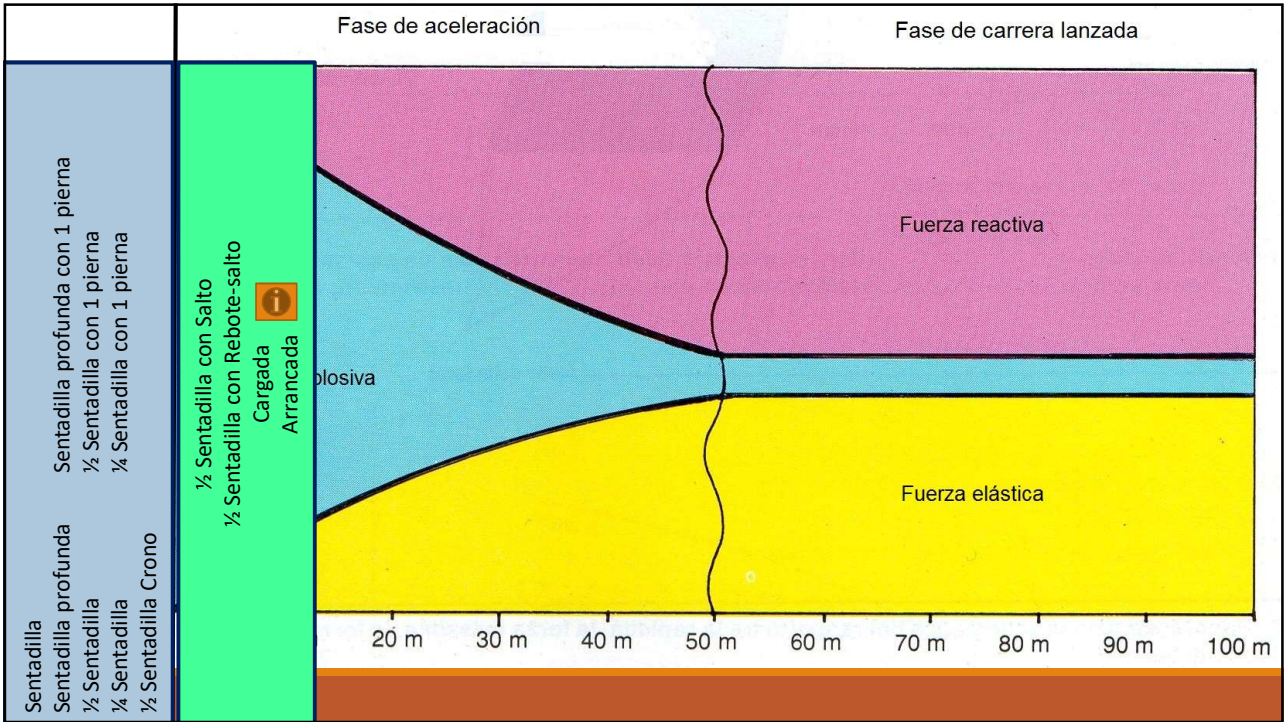 Fase de aceleración
Fase de carrera lanzada
Sentadilla
Sentadilla profunda
½ Sentadilla
¼ Sentadilla
½ Sentadilla Crono
Sentadilla profunda con 1 pierna
½ Sentadilla con 1 pierna
¼ Sentadilla con 1 pierna
½ Sentadilla con Salto
½ Sentadilla con Rebote-salto
Cargada
Arrancada
i
plosiva
Fuerza reactiva
Fuerza elástica
20 m
30 m
40 m
50 m
60 m
70 m
80 m
90 m
100 m